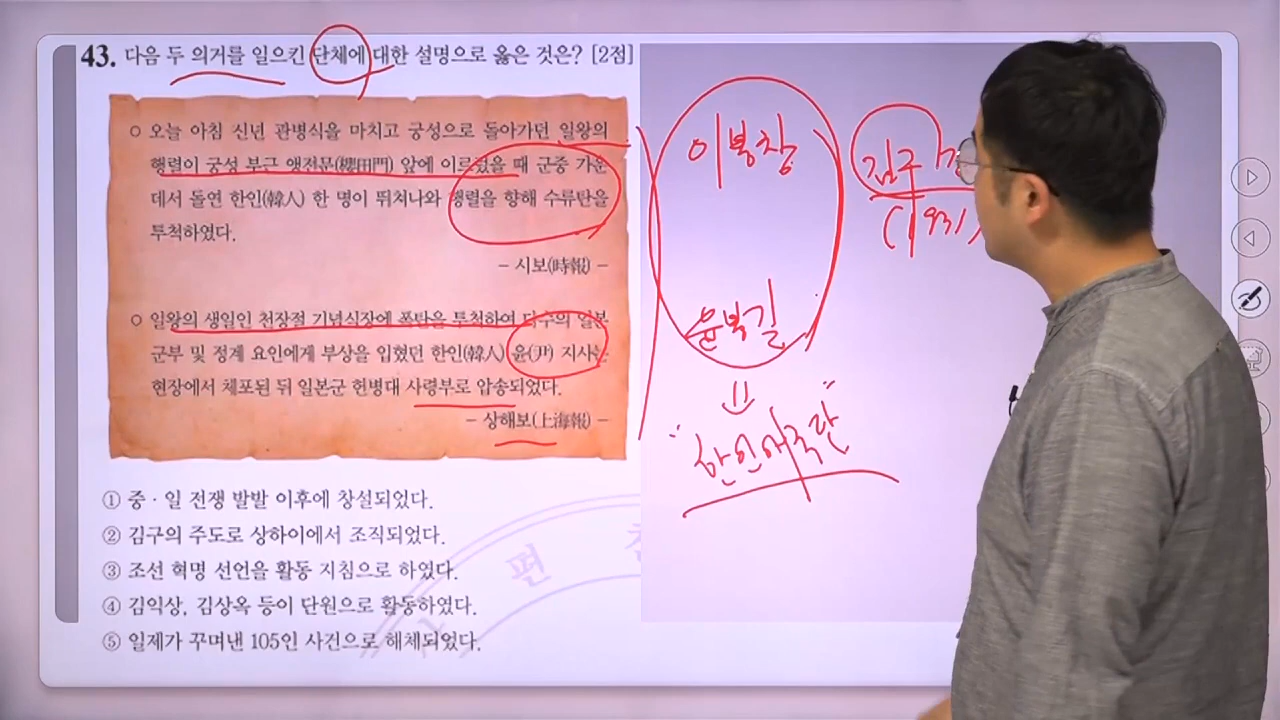 43. 다음 두 의거를 일으킨 단체에 대한 설명으로 옳은 것은? [2점]
○ 오늘 아침 신년 관병식을 마치고 궁성으로 돌아가던 일왕의
행렬이 궁성 부근 앵전문(櫻田門) 앞에 이르렀을 때 군중 가운
데서 돌연 한인(韓人) 한 명이 뛰쳐나와 행렬을 향해 수류탄을
투척하였다.
- 시보(時報) -
○ 일왕의 생일인 천장절 기념식장에 폭탄을 투척하여 다수의 일본
군부 및 정계 요인에게 부상을 입혔던 한인(韓人) 윤(尹) 지사는
현장에서 체포된 뒤 일본군 헌병대 사령부로 압송되었다.
- 상해보(上海報) -
① 중·일 전쟁 발발 이후에 창설되었다.
② 김구의 주도로 상하이에서 조직되었다.
③ 조선 혁명 선언을 활동 지침으로 하였다.
④ 김익상, 김상옥 등이 단원으로 활동하였다.
⑤ 일제가 꾸며낸 105인 사건으로 해체되었다.
편
이봉창
윤봉길
"한인애국단"
김구
(1931)